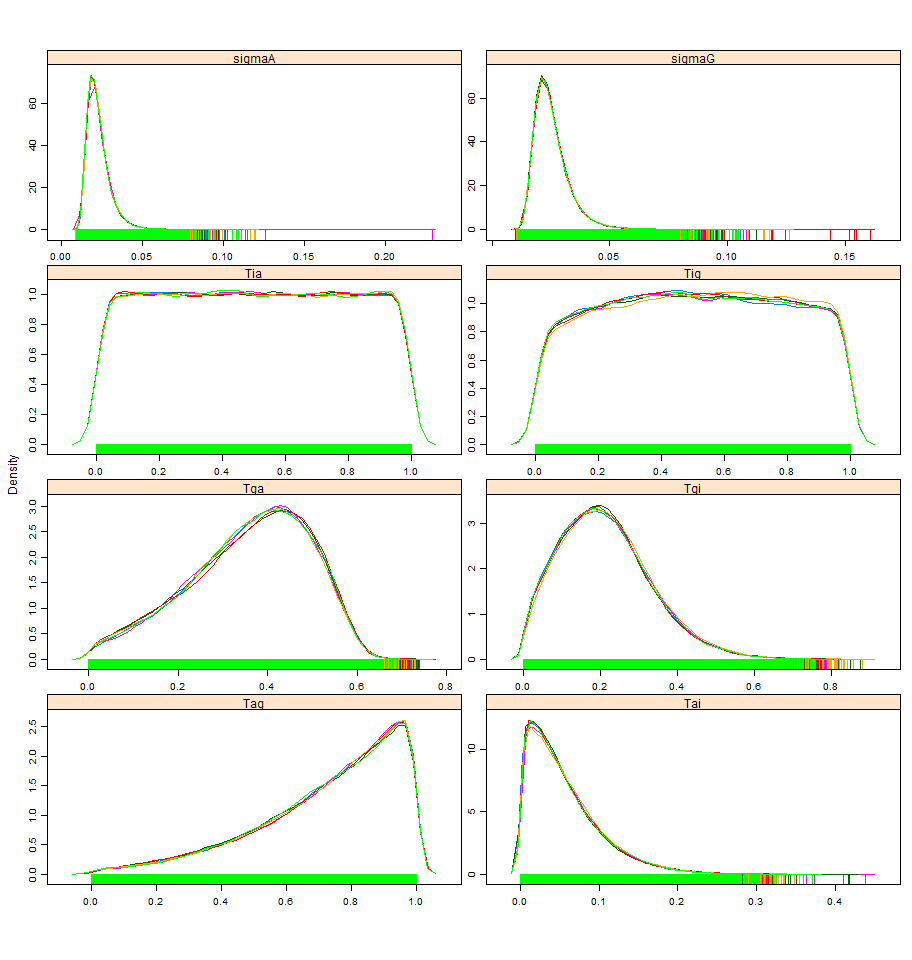 sigmaA
sigmaG
0 20 40 60
0 20 40 60
0.00 0.05 0.10 0.15 0.20
0.05 0.10 0.15
Tia
Tig
0.0 0.2 0.4 0.6 0.8 1.0
0.0 0.2 0.4 0.6 0.8 1.0
0.0 0.2 0.4 0.6 0.8 1.0
0.0 0.2 0.4 0.6 0.8 1.0
Density
Tga
Tgi
0.0 0.5 1.0 1.5 2.0 2.5 3.0
0 1 2 3
0.0 0.2 0.4 0.6 0.8
0.0 0.2 0.4 0.6 0.8
Tag
Tai
0.0 0.5 1.0 1.5 2.0 2.5
0 5 10
0.0 0.2 0.4 0.6 0.8 1.0
0.0 0.1 0.2 0.3 0.4